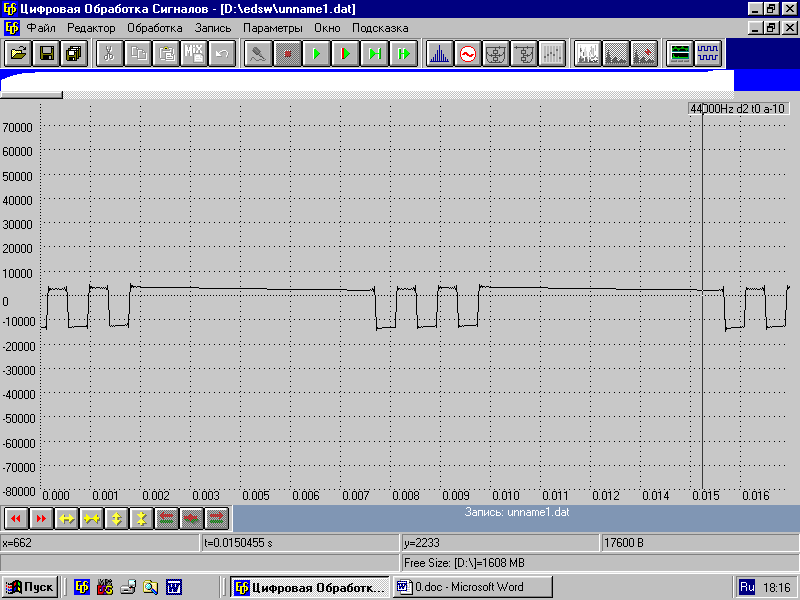 Цифровая Обработка Сигналов - [D:\edsw\unname1.dat]
Файл Редактор Обработка Запись Параметры Окно Подсказка
MiX
44000Hz d2 t0 a-10
70000
60000
50000
40000
30000
20000
10000
0
-10000
-20000
-30000
-40000
-50000
-60000
-70000
-80000
0.000 0.001 0.002 0.003 0.005 0.006 0.007 0.008 0.009 0.010 0.011 0.012 0.014 0.015 0.016
Запись: unname1.dat
x=662 t=0.0150455 s y=2233 17600 B
Free Size: [D:\]=1608 MB
Пуск Цифровая Обработк... 0.doc - Microsoft Word Ru 18:16